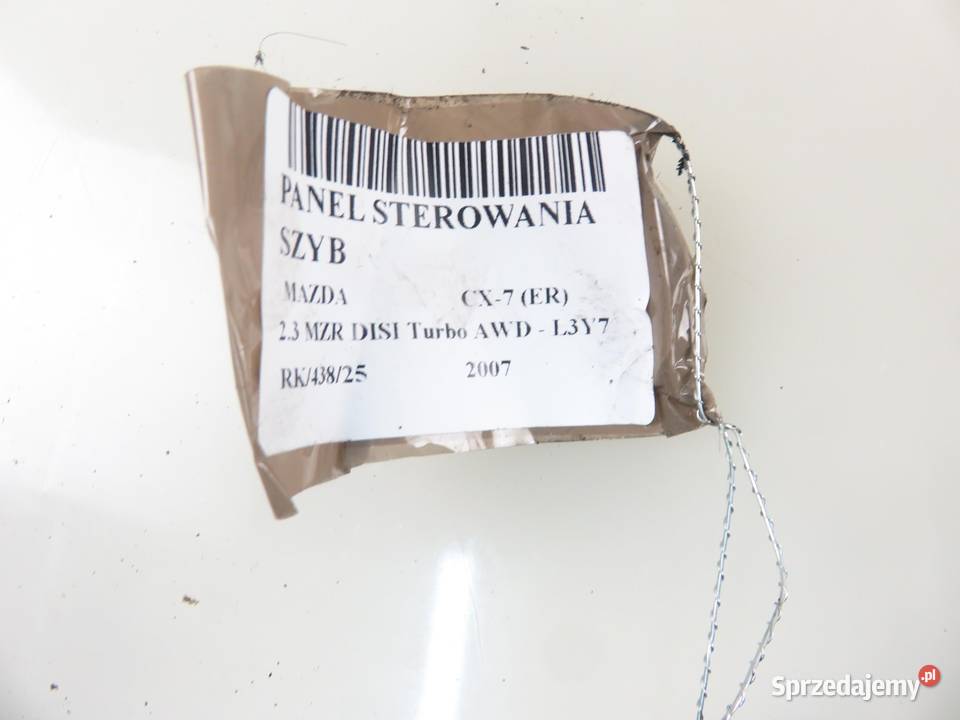 PANEL STEROWANIA
SZYB
MAZDA CX-7 (ER)
2.3 MZR DISI Turbo AWD - L3Y7
RK/438/25 2007
Sprzedajemy.pl